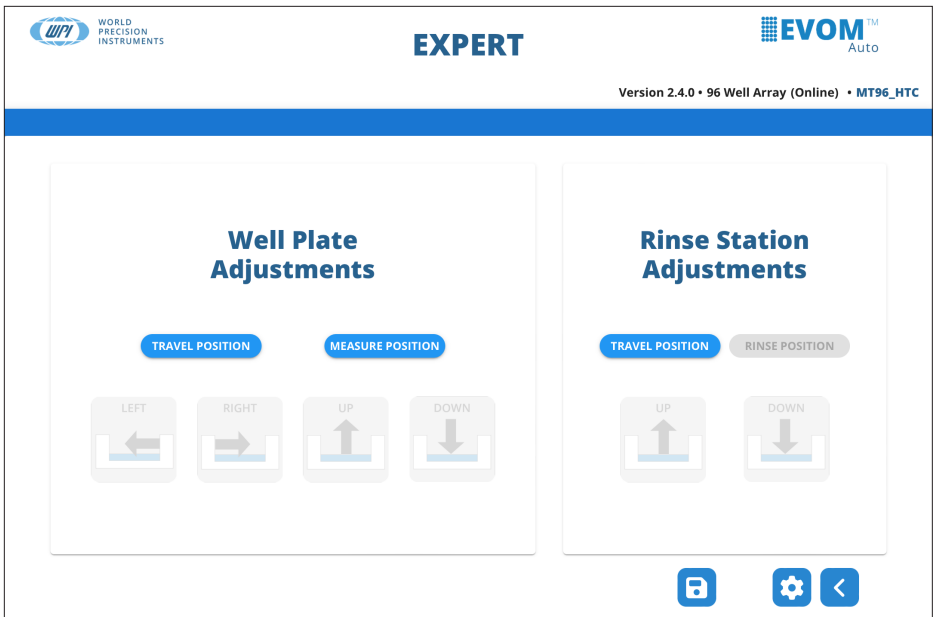 WPI
WORLD
PRECISION
INSTRUMENTS
EXPERT
EVOM™
Auto
Version 2.4.0 • 96 Well Array (Online) • MT96_HTC
Well Plate
Adjustments
TRAVEL POSITION
MEASURE POSITION
LEFT
RIGHT
UP
DOWN
Rinse Station
Adjustments
TRAVEL POSITION
RINSE POSITION
UP
DOWN